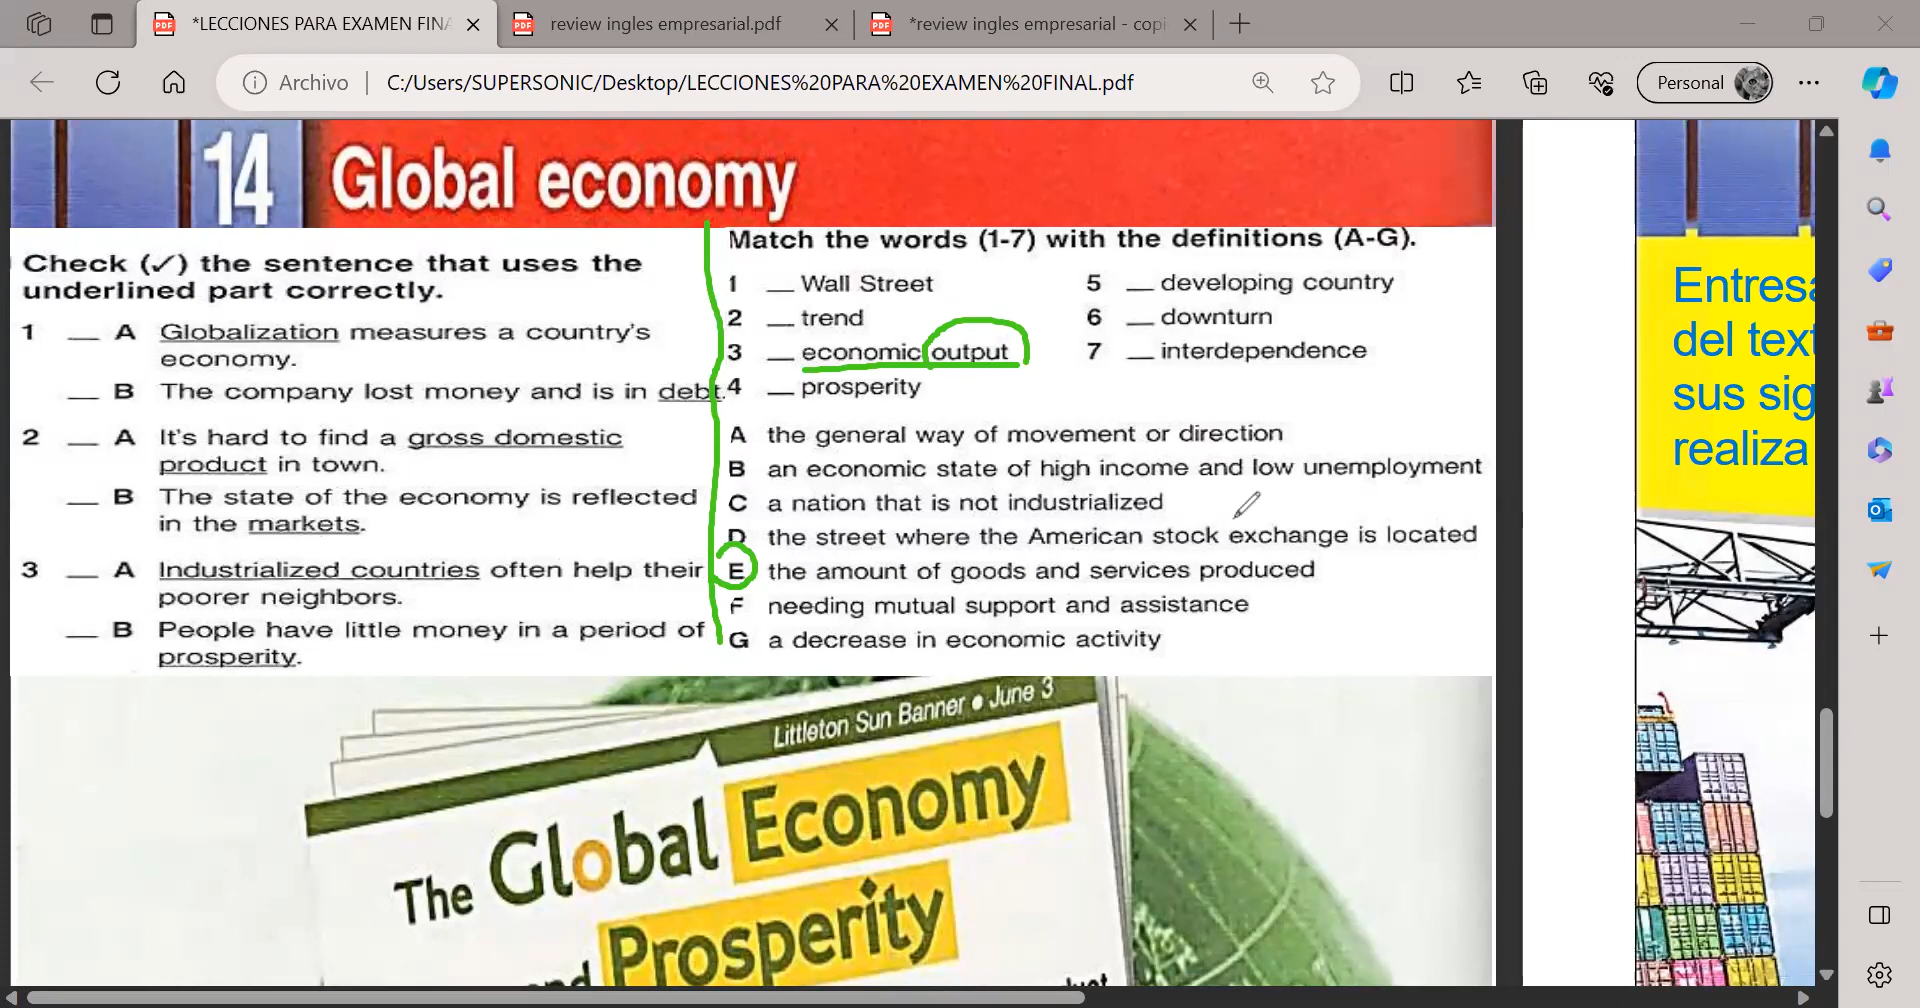 *LECCIONES PARA EXAMEN FINA
review ingles empresarial.pdf
*review ingles empresarial - copi
Archivo
C:/Users/SUPERSONIC/Desktop/LECCIONES%20PARA%20EXAMEN%20FINAL.pdf
Personal
14 Global economy
Check (✓) the sentence that uses the
underlined part correctly.
1 __ A Globalization measures a country's
economy.
__ B The company lost money and is in debt.
2 __ A It's hard to find a gross domestic
product in town.
__ B The state of the economy is reflected
in the markets.
3 __ A Industrialized countries often help their
poorer neighbors.
__ B People have little money in a period of
prosperity.
Match the words (1-7) with the definitions (A-G).
1 __ Wall Street
2 __ trend
3 __ economic output
4 __ prosperity
5 __ developing country
6 __ downturn
7 __ interdependence
A the general way of movement or direction
B an economic state of high income and low unemployment
C a nation that is not industrialized
D the street where the American stock exchange is located
E the amount of goods and services produced
F needing mutual support and assistance
G a decrease in economic activity
Littleton Sun Banner • June 3
The Global Economy
Prosperity
Entresa
del text
sus sig
realiza